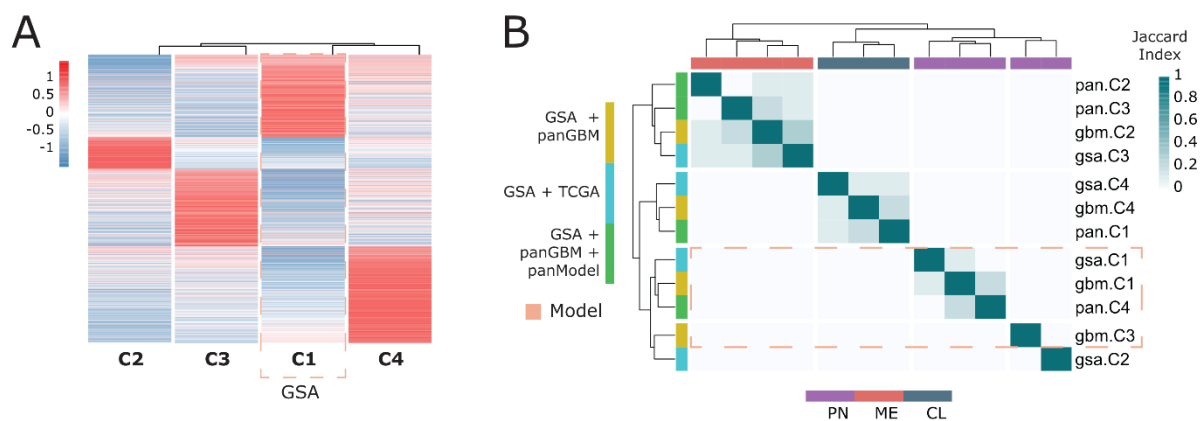 A
1
0.5
0
-0.5
-1
C2 C3 C1 C4
GSA
B
GSA +
panGBM
GSA + TCGA
GSA +
panGBM +
panModel
Model
Jaccard
Index
1
0.8
0.6
0.4
0.2
0
pan.C2
pan.C3
gbm.C2
gsa.C3
gsa.C4
gbm.C4
pan.C1
gsa.C1
gbm.C1
pan.C4
gbm.C3
gsa.C2
PN ME CL